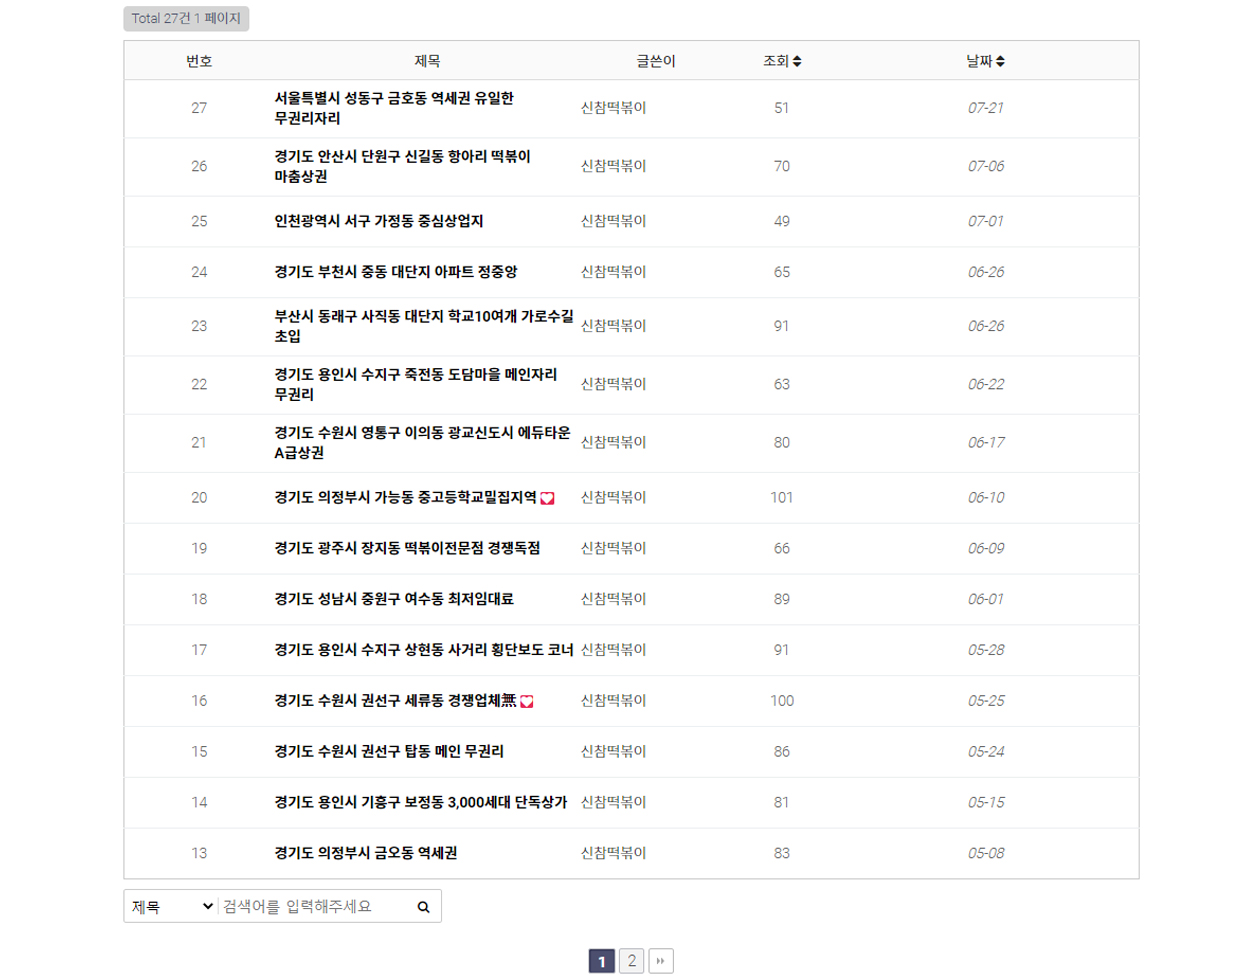 Total 27건 1 페이지
번호 제목 글쓴이 조회 날짜
27 서울특별시 성동구 금호동 역세권 유일한 무권리자리 신참떡볶이 51 07-21
26 경기도 안산시 단원구 신길동 항아리 떡볶이 마춤상권 신참떡볶이 70 07-06
25 인천광역시 서구 가정동 중심상업지 신참떡볶이 49 07-01
24 경기도 부천시 중동 대단지 아파트 정중앙 신참떡볶이 65 06-26
23 부산시 동래구 사직동 대단지 학교10여개 가로수길 초입 신참떡볶이 91 06-26
22 경기도 용인시 수지구 죽전동 도담마을 메인자리 무권리 신참떡볶이 63 06-22
21 경기도 수원시 영통구 이의동 광교신도시 에듀타운 A급상권 신참떡볶이 80 06-17
20 경기도 의정부시 가능동 중고등학교밀집지역 신참떡볶이 101 06-10
19 경기도 광주시 장지동 떡볶이전문점 경쟁독점 신참떡볶이 66 06-09
18 경기도 성남시 중원구 여수동 최저임대료 신참떡볶이 89 06-01
17 경기도 용인시 수지구 상현동 사거리 횡단보도 코너 신참떡볶이 91 05-28
16 경기도 수원시 권선구 세류동 경쟁업체無 신참떡볶이 100 05-25
15 경기도 수원시 권선구 탑동 메인 무권리 신참떡볶이 86 05-24
14 경기도 용인시 기흥구 보정동 3,000세대 단독상가 신참떡볶이 81 05-15
13 경기도 의정부시 금오동 역세권 신참떡볶이 83 05-08
제목 검색어를 입력해주세요
1 2